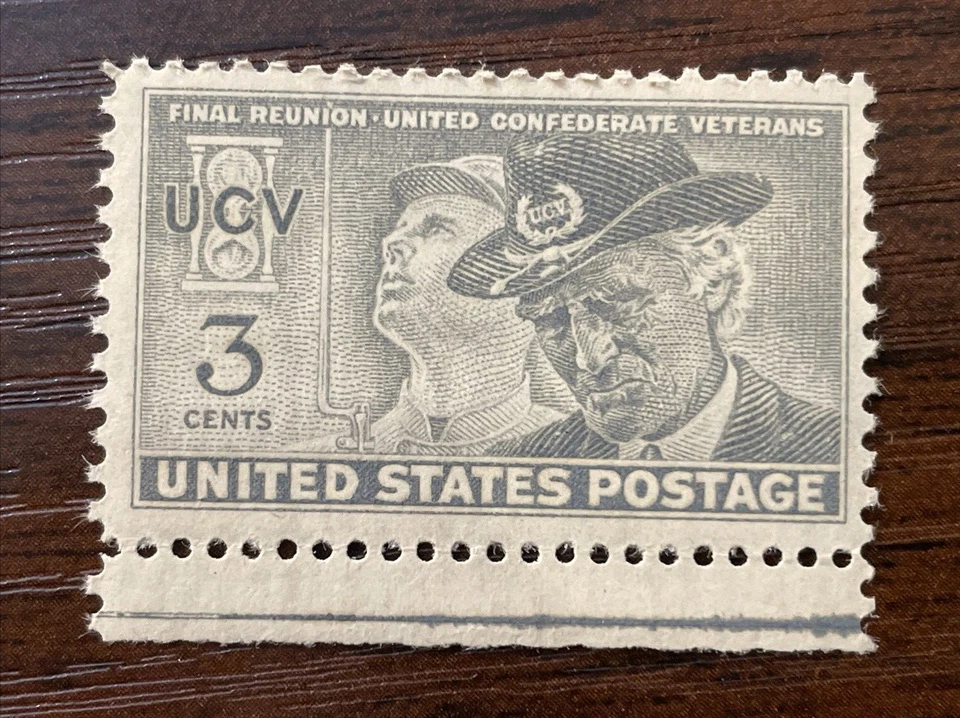 FINAL REUNION · UNITED CONFEDERATE VETERANS
UCV
UCV
3
CENTS
UNITED STATES POSTAGE